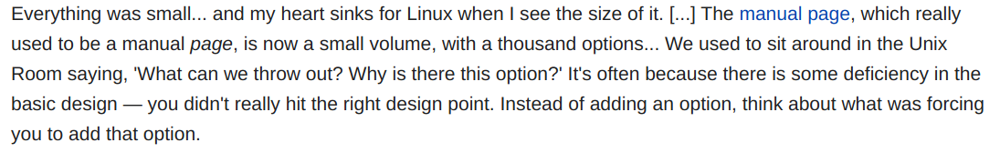 Everything was small... and my heart sinks for Linux when I see the size of it. [...] The manual page, which really
used to be a manual page, is now a small volume, with a thousand options... We used to sit around in the Unix
Room saying, 'What can we throw out? Why is there this option?' It's often because there is some deficiency in the
basic design — you didn't really hit the right design point. Instead of adding an option, think about what was forcing
you to add that option.